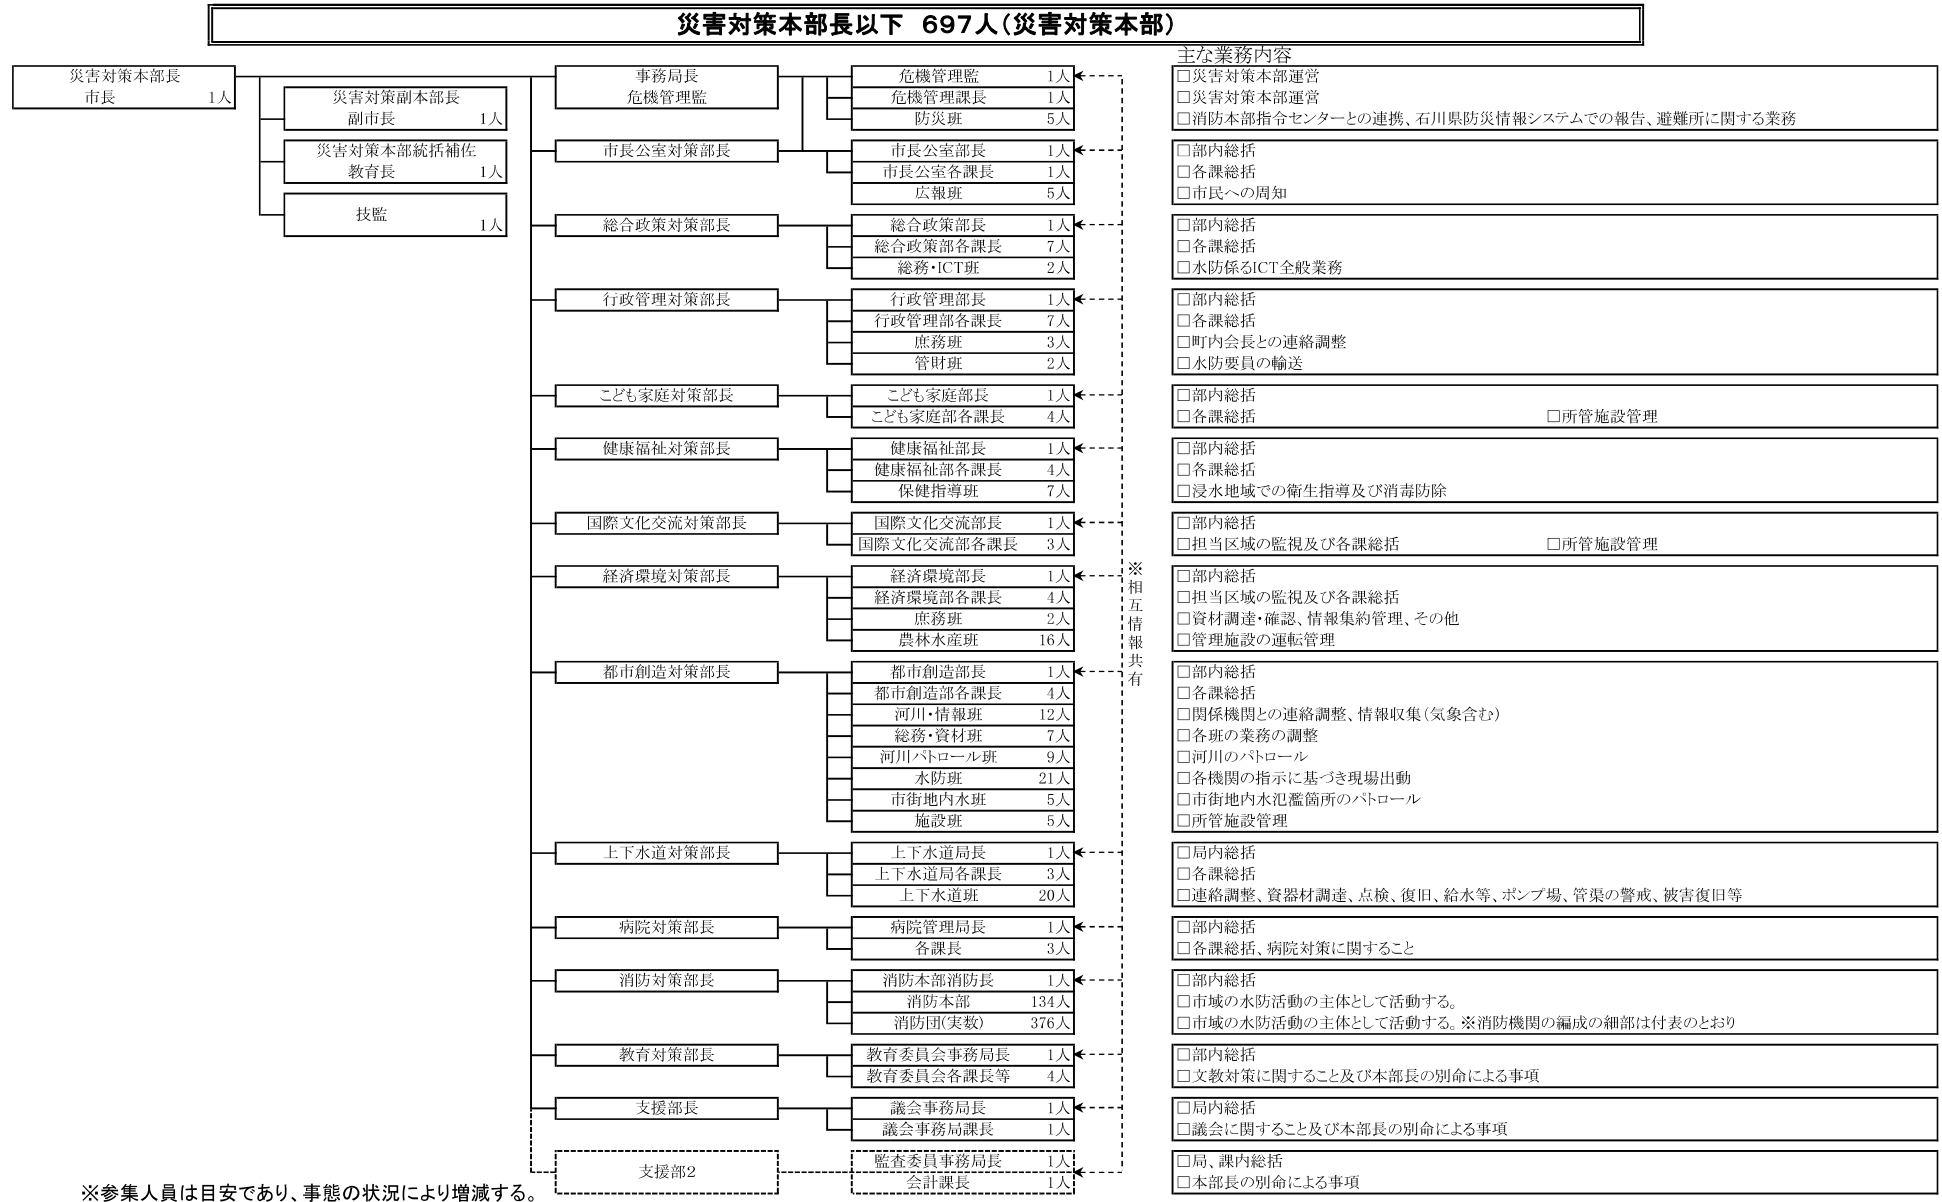 災害対策本部長以下　697人（災害対策本部）
主な業務内容
災害対策本部長
市長 1人
災害対策副本部長
副市長 1人
災害対策本部統括補佐
教育長 1人
技監
1人
事務局長
危機管理監
危機管理監 1人 □災害対策本部運営
危機管理課長 1人 □災害対策本部運営
防災班 5人 □消防本部指令センターとの連携、石川県防災情報システムでの報告、避難所に関する業務
市長公室対策部長
市長公室部長 1人 □部内総括
市長公室各課長 1人 □各課総括
広報班 5人 □市民への周知
総合政策対策部長
総合政策部長 1人 □部内総括
総合政策部各課長 7人 □各課総括
総務・ICT班 2人 □水防係るICT全般業務
行政管理対策部長
行政管理部長 1人 □部内総括
行政管理部各課長 7人 □各課総括
庶務班 3人 □町内会長との連絡調整
管財班 2人 □水防要員の輸送
こども家庭対策部長
こども家庭部長 1人 □部内総括
こども家庭部各課長 4人 □各課総括 □所管施設管理
健康福祉対策部長
健康福祉部長 1人 □部内総括
健康福祉部各課長 4人 □各課総括
保健指導班 7人 □浸水地域での衛生指導及び消毒防除
国際文化交流対策部長
国際文化交流部長 1人 □部内総括
国際文化交流部各課長 3人 □担当区域の監視及び各課総括 □所管施設管理
経済環境対策部長
経済環境部長 1人 □部内総括
経済環境部各課長 4人 □担当区域の監視及び各課総括
庶務班 2人 □資材調達・確認、情報集約管理、その他
農林水産班 16人 □管理施設の運転管理
※相互情報共有
都市創造対策部長
都市創造部長 1人 □部内総括
都市創造部各課長 4人 □各課総括
河川・情報班 12人 □関係機関との連絡調整、情報収集（気象含む）
総務・資材班 7人 □各班の業務の調整
河川パトロール班 9人 □河川のパトロール
水防班 21人 □各機関の指示に基づき現場出動
市街地内水班 5人 □市街地内水氾濫箇所のパトロール
施設班 5人 □所管施設管理
上下水道対策部長
上下水道局長 1人 □局内総括
上下水道局各課長 3人 □各課総括
上下水道班 20人 □連絡調整、資器材調達、点検、復旧、給水等、ポンプ場、管渠の警戒、被害復旧等
病院対策部長
病院管理局長 1人 □部内総括
各課長 3人 □各課総括、病院対策に関すること
消防対策部長
消防本部消防長 1人 □部内総括
消防本部 134人 □市域の水防活動の主体として活動する。
消防団(実数) 376人 □市域の水防活動の主体として活動する。※消防機関の編成の細部は付表のとおり
教育対策部長
教育委員会事務局長 1人 □部内総括
教育委員会各課長等 4人 □文教対策に関すること及び本部長の別命による事項
支援部長
議会事務局長 1人 □局内総括
議会事務局課長 1人 □議会に関すること及び本部長の別命による事項
支援部２
監査委員事務局長 1人 □局、課内総括
会計課長 1人 □本部長の別命による事項
※参集人員は目安であり、事態の状況により増減する。